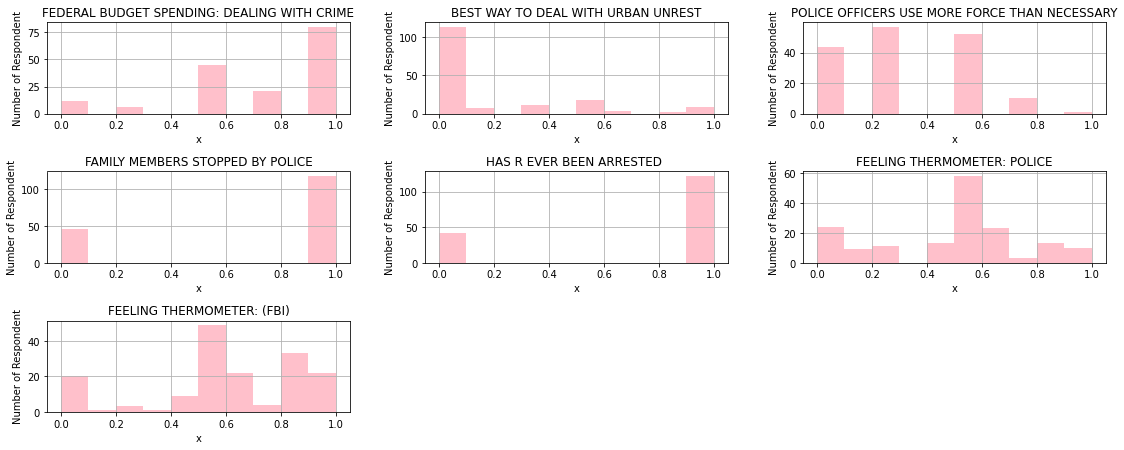 FEDERAL BUDGET SPENDING: DEALING WITH CRIME
Number of Respondent
75
50
25
0
0.0 0.2 0.4 0.6 0.8 1.0
x
BEST WAY TO DEAL WITH URBAN UNREST
Number of Respondent
100
50
0
0.0 0.2 0.4 0.6 0.8 1.0
x
POLICE OFFICERS USE MORE FORCE THAN NECESSARY
Number of Respondent
40
20
0
0.0 0.2 0.4 0.6 0.8 1.0
x
FAMILY MEMBERS STOPPED BY POLICE
Number of Respondent
100
50
0
0.0 0.2 0.4 0.6 0.8 1.0
x
HAS R EVER BEEN ARRESTED
Number of Respondent
100
50
0
0.0 0.2 0.4 0.6 0.8 1.0
x
FEELING THERMOMETER: POLICE
Number of Respondent
60
40
20
0
0.0 0.2 0.4 0.6 0.8 1.0
x
FEELING THERMOMETER: (FBI)
Number of Respondent
40
20
0
0.0 0.2 0.4 0.6 0.8 1.0
x